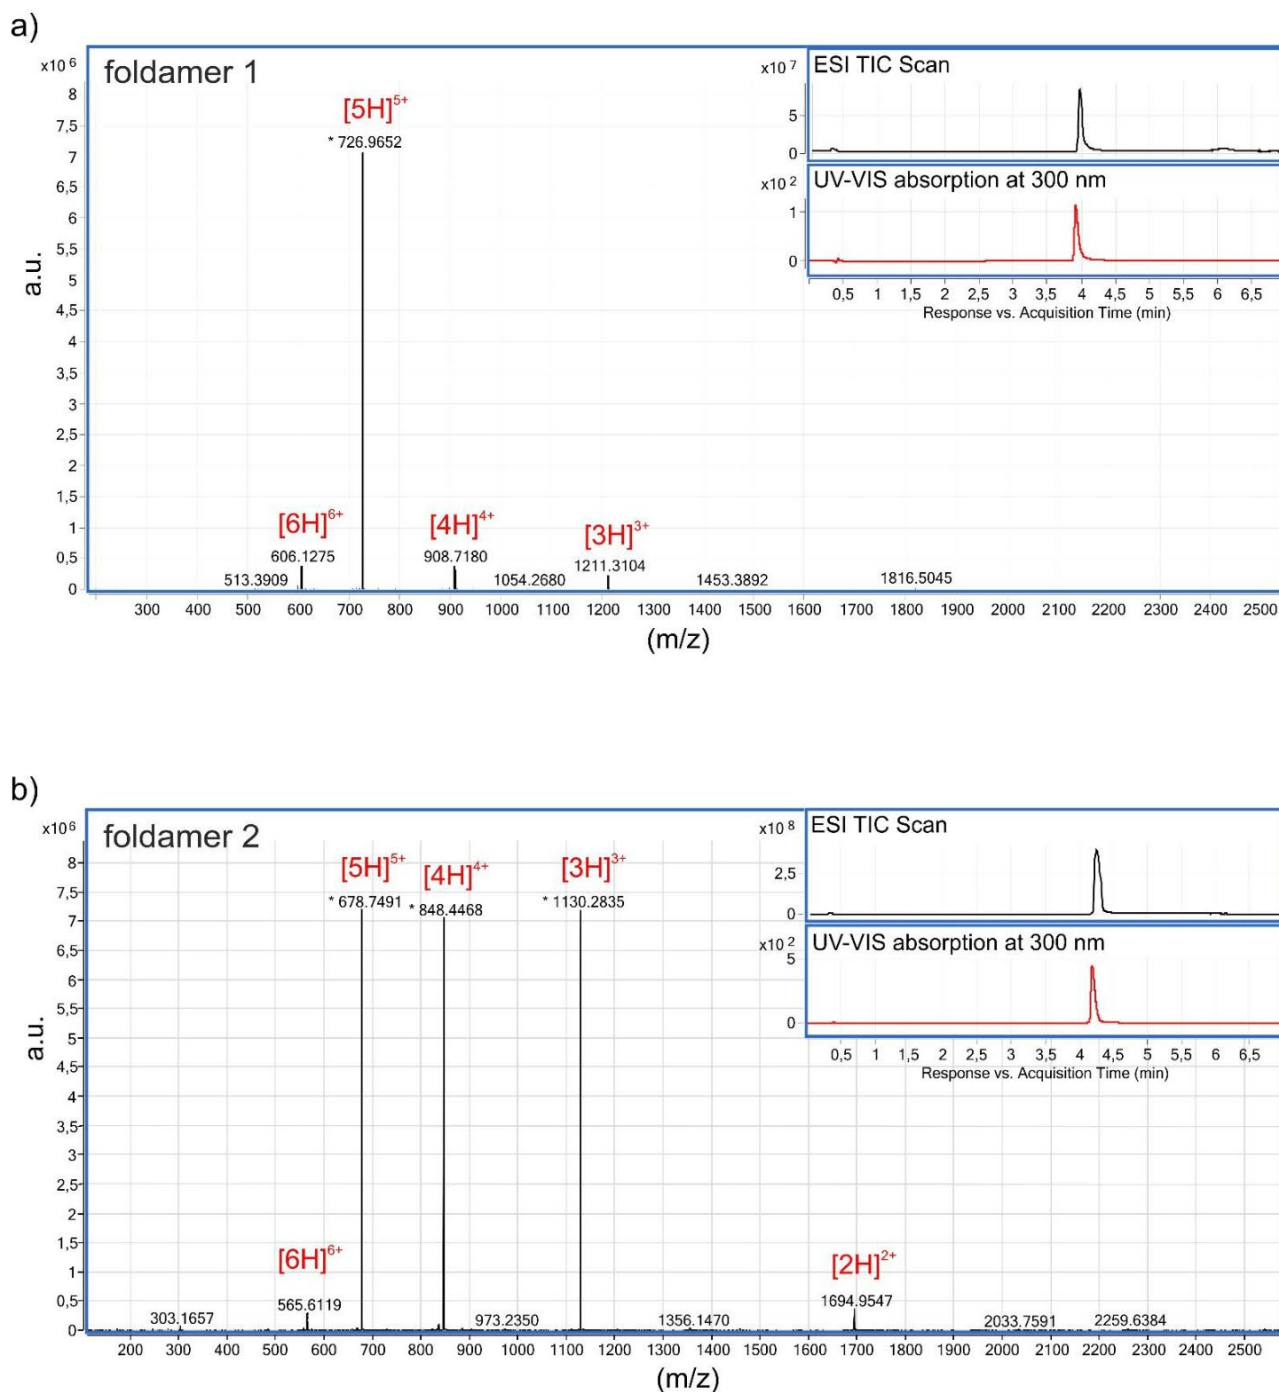 a)
x10 6
foldamer 1
8
7,5
7
6,5
6
5,5
5
4,5
4
3,5
3
2,5
2
1,5
1
0,5
0
a.u.
[5H]5+
* 726.9652
[6H]6+
606.1275
[4H]4+
908.7180
[3H]3+
1211.3104
513.3909
1054.2680
1453.3892
1816.5045
300 400 500 600 700 800 900 1000 1100 1200 1300 1400 1500 1600 1700 1800 1900 2000 2100 2200 2300 2400 2500
(m/z)
x10 7
ESI TIC Scan
5
0
x10 2
UV-VIS absorption at 300 nm
1
0
0,5 1 1,5 2 2,5 3 3,5 4 4,5 5 5,5 6 6,5
Response vs. Acquisition Time (min)
b)
x10 6
foldamer 2
8
7,5
7
6,5
6
5,5
5
4,5
4
3,5
3
2,5
2
1,5
1
0,5
0
a.u.
[5H]5+
* 678.7491
[4H]4+
* 848.4468
[3H]3+
* 1130.2835
[6H]6+
565.6119
[2H]2+
1694.9547
303.1657
973.2350
1356.1470
2033.7591
2259.6384
200 300 400 500 600 700 800 900 1000 1100 1200 1300 1400 1500 1600 1700 1800 1900 2000 2100 2200 2300 2400 2500
(m/z)
x10 8
ESI TIC Scan
2,5
0
x10 2
UV-VIS absorption at 300 nm
5
0
0,5 1 1,5 2 2,5 3 3,5 4 4,5 5 5,5 6 6,5
Response vs. Acquisition Time (min)